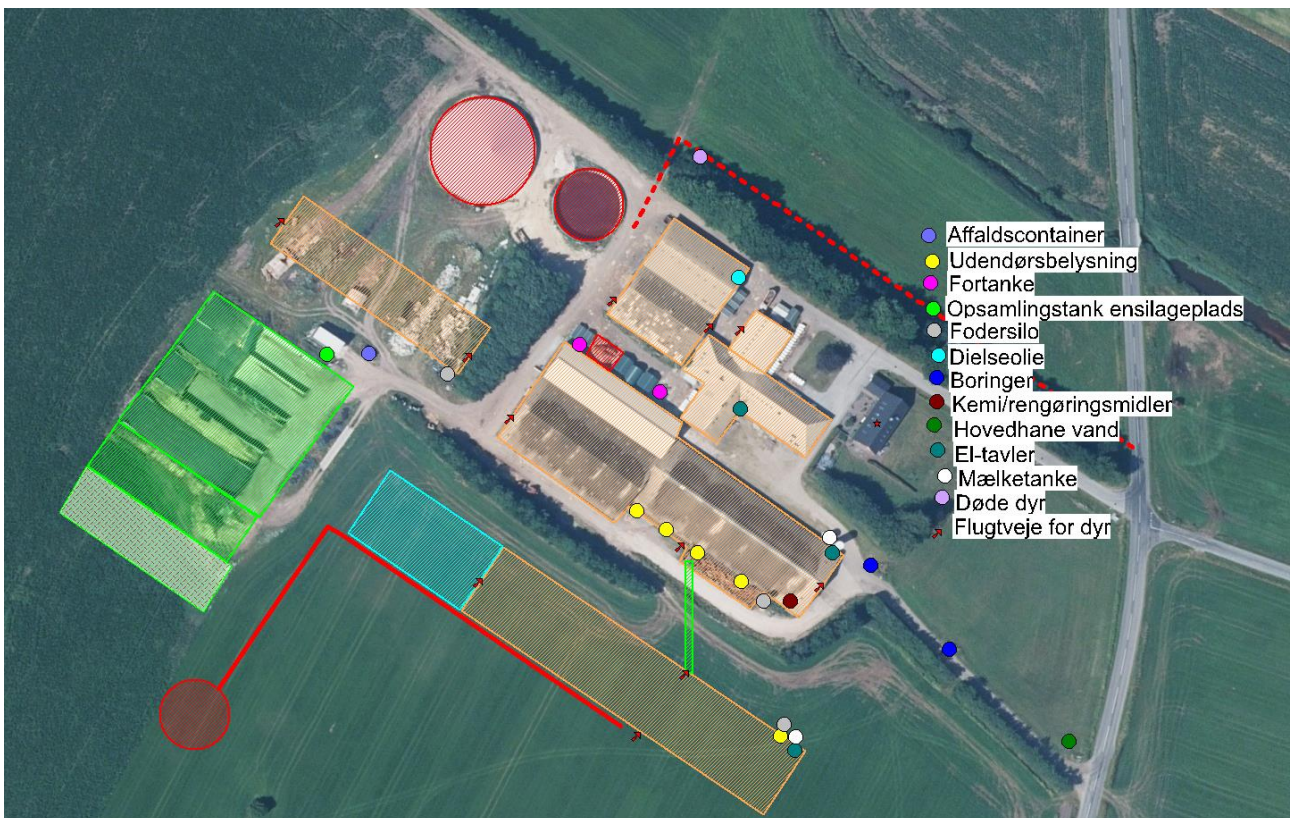 Affaldscontainer
Udendørsbelysning
Fortanke
Opsamlingstank ensilageplads
Fodersilo
Dielseolie
Boringer
Kemi/rengøringsmidler
Hovedhane vand
El-tavler
Mælketanke
Døde dyr
Flugtveje for dyr